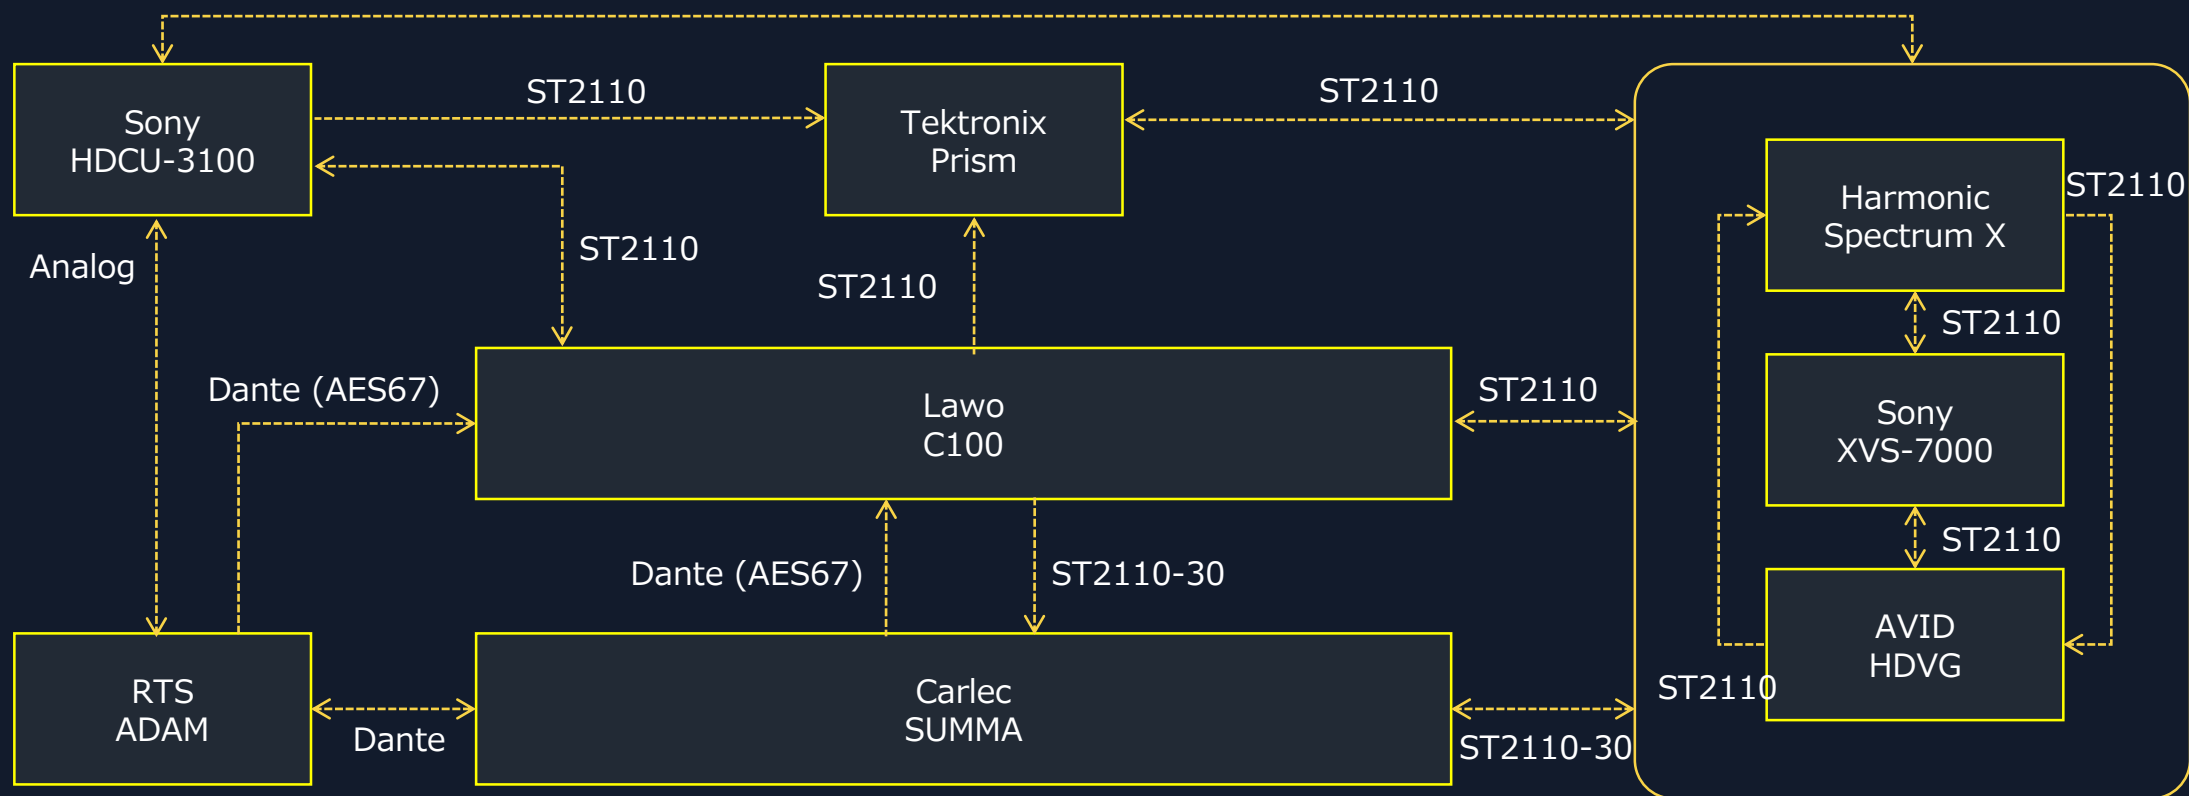 Sony
HDCU-3100
ST2110
Tektronix
Prism
ST2110
Harmonic
Spectrum X
ST2110
Analog
ST2110
ST2110
ST2110
Dante (AES67)
Lawo
C100
ST2110
Sony
XVS-7000
ST2110
Dante (AES67)
ST2110-30
AVID
HDVG
ST2110
RTS
ADAM
Dante
Carlec
SUMMA
ST2110-30